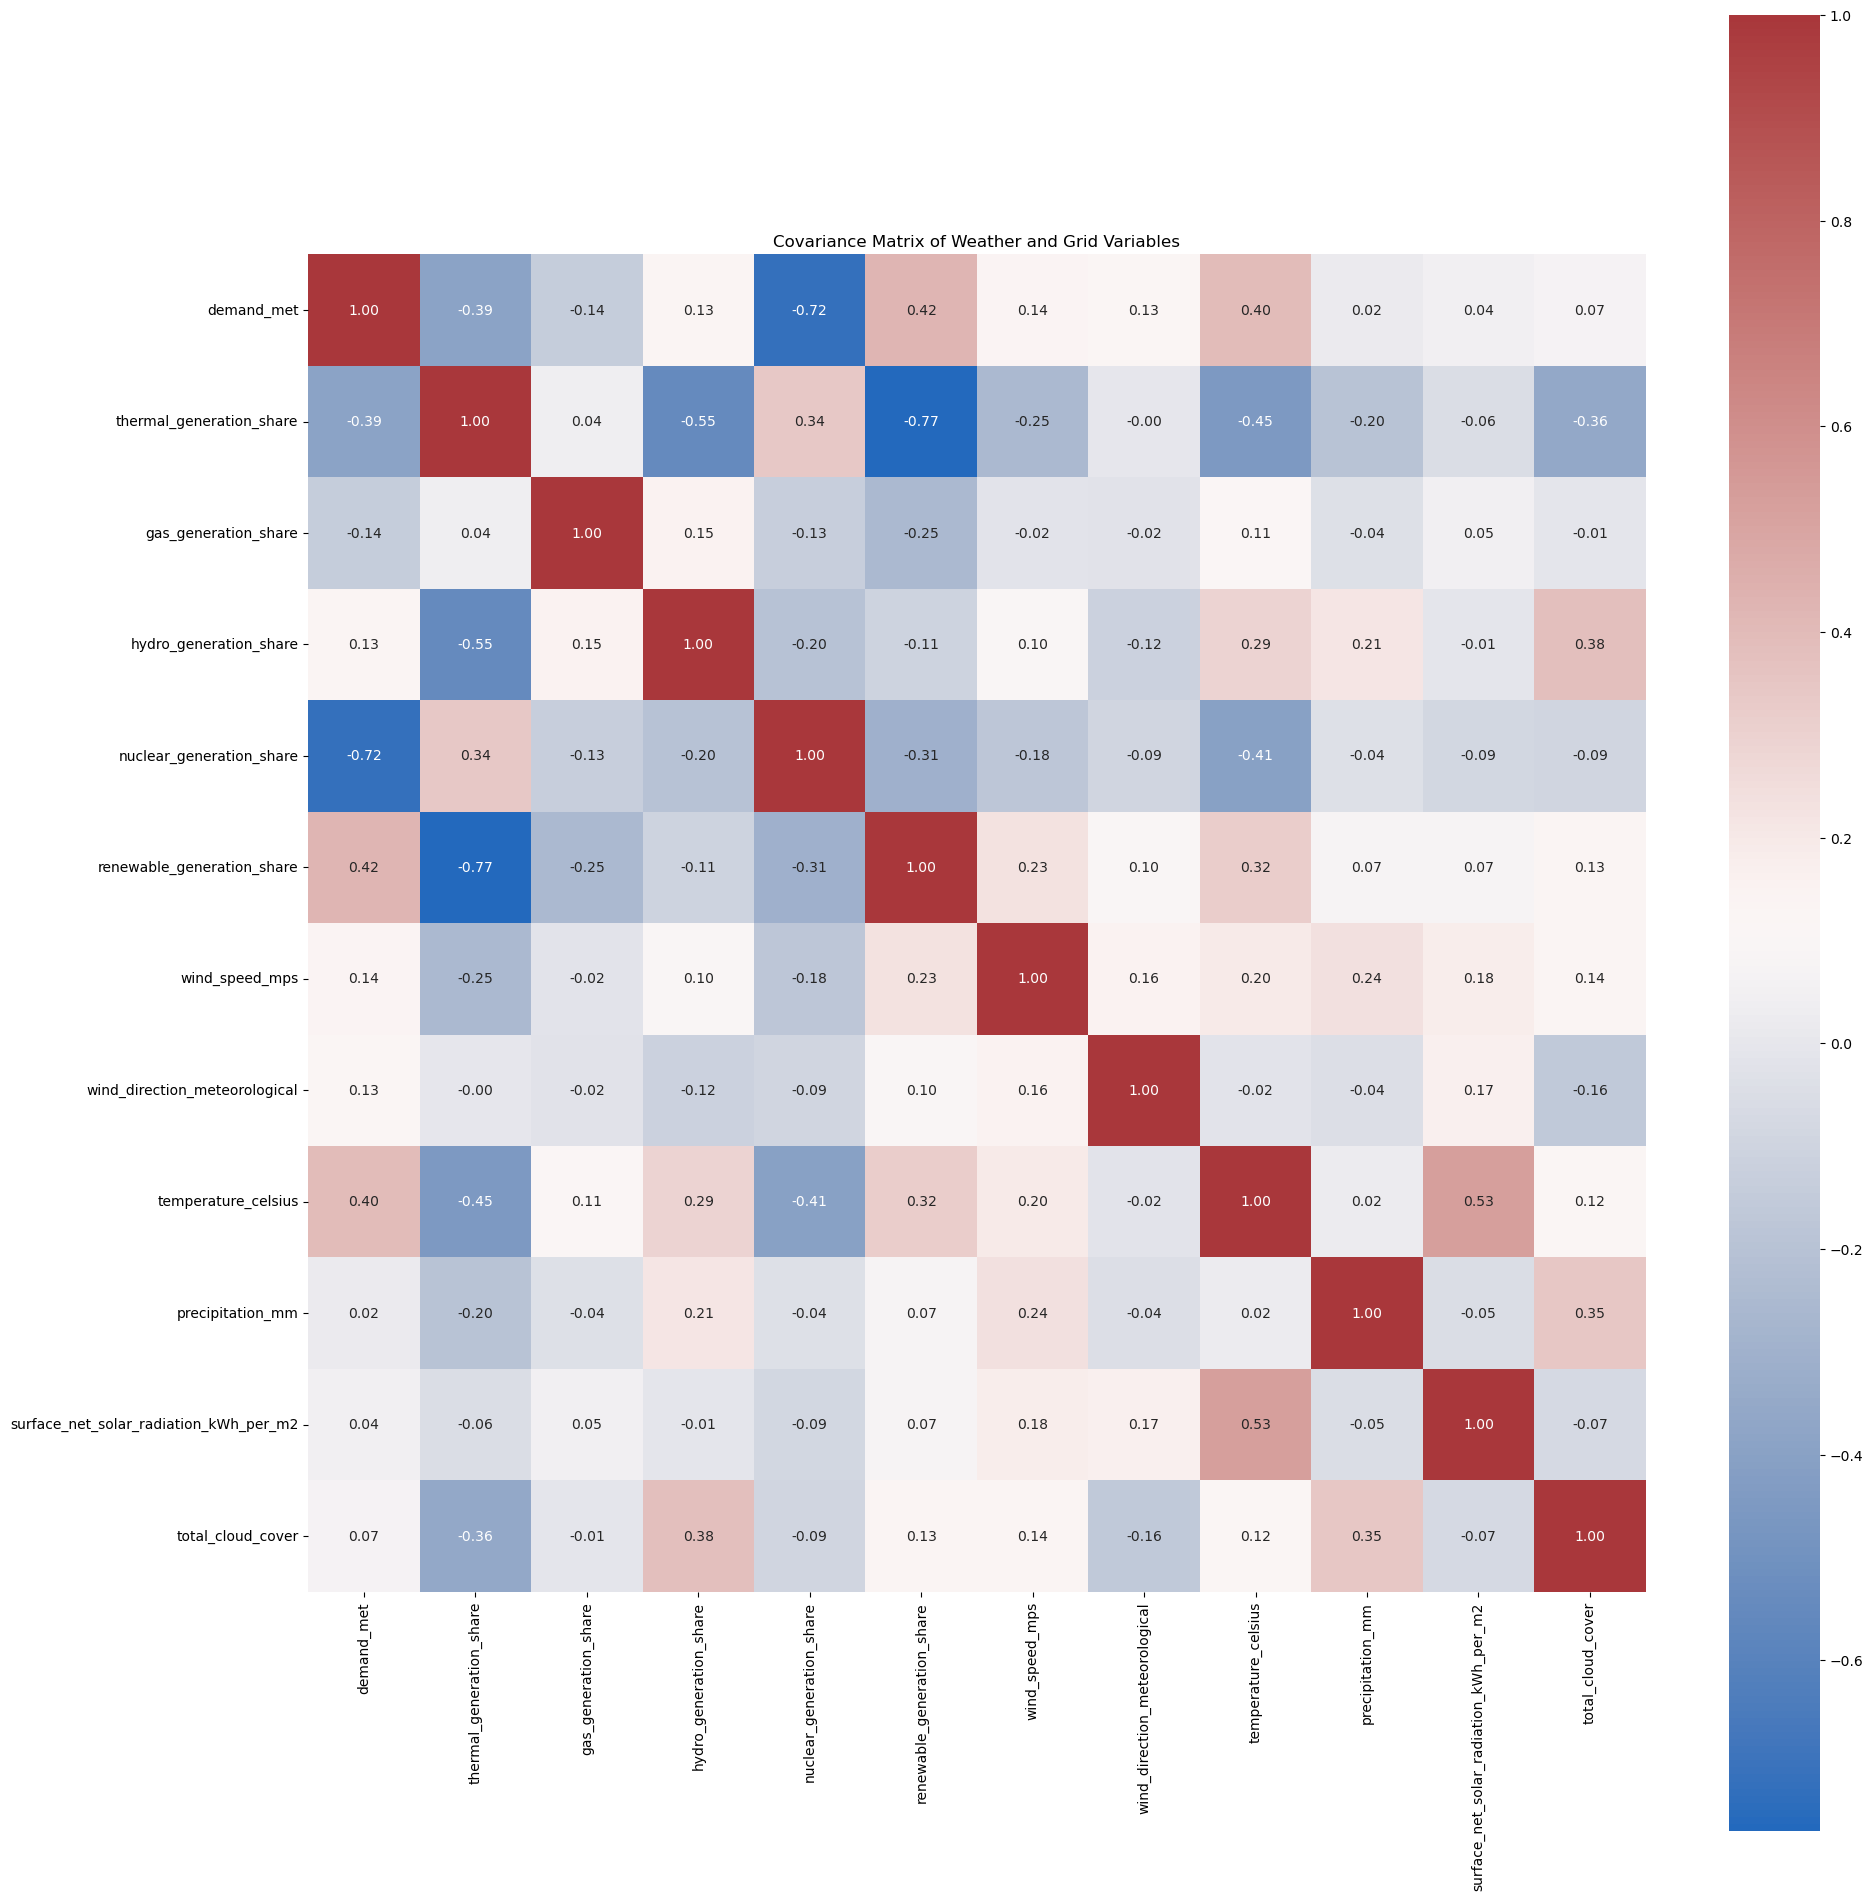 Covariance Matrix of Weather and Grid Variables
demand_met 1.00 -0.39 -0.14 0.13 -0.72 0.42 0.14 0.13 0.40 0.02 0.04 0.07
thermal_generation_share -0.39 1.00 0.04 -0.55 0.34 -0.77 -0.25 -0.00 -0.45 -0.20 -0.06 -0.36
gas_generation_share -0.14 0.04 1.00 0.15 -0.13 -0.25 -0.02 -0.02 0.11 -0.04 0.05 -0.01
hydro_generation_share 0.13 -0.55 0.15 1.00 -0.20 -0.11 0.10 -0.12 0.29 0.21 -0.01 0.38
nuclear_generation_share -0.72 0.34 -0.13 -0.20 1.00 -0.31 -0.18 -0.09 -0.41 -0.04 -0.09 -0.09
renewable_generation_share 0.42 -0.77 -0.25 -0.11 -0.31 1.00 0.23 0.10 0.32 0.07 0.07 0.13
wind_speed_mps 0.14 -0.25 -0.02 0.10 -0.18 0.23 1.00 0.16 0.20 0.24 0.18 0.14
wind_direction_meteorological 0.13 -0.00 -0.02 -0.12 -0.09 0.10 0.16 1.00 -0.02 -0.04 0.17 -0.16
temperature_celsius 0.40 -0.45 0.11 0.29 -0.41 0.32 0.20 -0.02 1.00 0.02 0.53 0.12
precipitation_mm 0.02 -0.20 -0.04 0.21 -0.04 0.07 0.24 -0.04 0.02 1.00 -0.05 0.35
surface_net_solar_radiation_kWh_per_m2 0.04 -0.06 0.05 -0.01 -0.09 0.07 0.18 0.17 0.53 -0.05 1.00 -0.07
total_cloud_cover 0.07 -0.36 -0.01 0.38 -0.09 0.13 0.14 -0.16 0.12 0.35 -0.07 1.00
demand_met
thermal_generation_share
gas_generation_share
hydro_generation_share
nuclear_generation_share
renewable_generation_share
wind_speed_mps
wind_direction_meteorological
temperature_celsius
precipitation_mm
surface_net_solar_radiation_kWh_per_m2
total_cloud_cover
1.0
0.8
0.6
0.4
0.2
0.0
−0.2
−0.4
−0.6